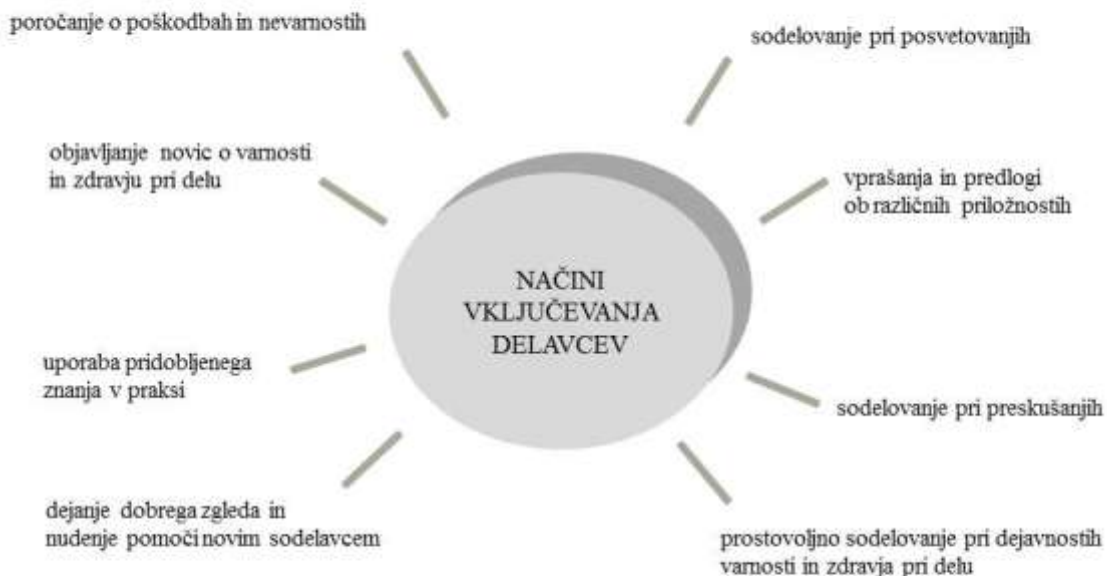 poročanje o poškodbah in nevarnostih
sodelovanje pri posvetovanjih
objavljanje novic o varnosti
in zdravju pri delu
vprašanja in predlogi
ob različnih priložnostih
NAČINI
VKLJUČEVANJA
DELAVCEV
uporaba pridobljenega
znanja v praksi
sodelovanje pri preskušanjih
dejanje dobrega zgleda in
nudenje pomoči novim sodelavcem
prostovoljno sodelovanje pri dejavnostih
varnosti in zdravja pri delu